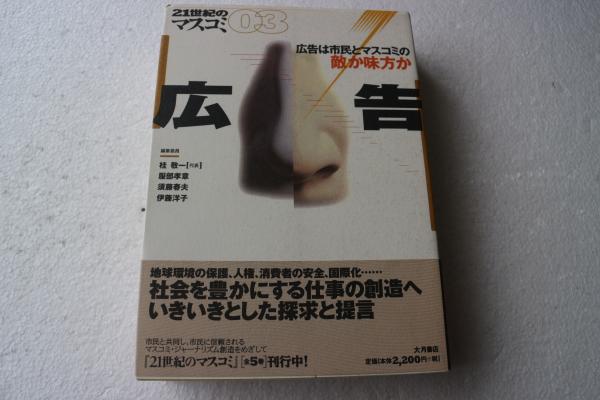 21世紀の
マスコミ
03
広告は市民とマスコミの
敵か味方か
広告
編集委員
桂 敬一[代表]
服部孝章
須藤春夫
伊藤洋子
地球環境の保護、人権、消費者の安全、国際化……
社会を豊かにする仕事の創造へ
いきいきとした探求と提言
市民と共同し、市民に信頼される
マスコミ・ジャーナリズム創造をめざして
『21世紀のマスコミ』[全5巻]刊行中!
大月書店
定価[本体2,200円+税]